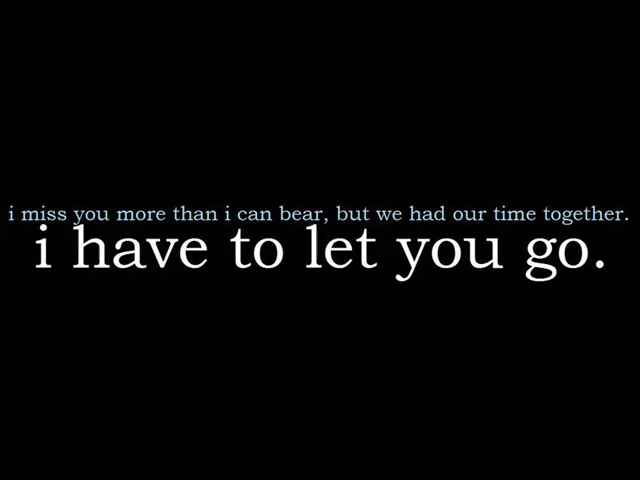 i miss you more than i can bear, but we had our time together.
i have to let you go.